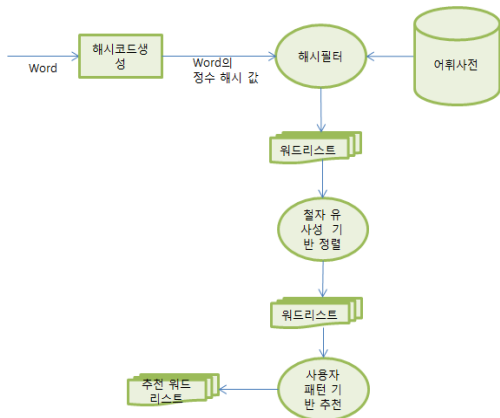 Word
해시코드생
성
Word의
정수 해시 값
해시필터
어휘사전
워드리스트
철자 유
사성 기
반 정렬
워드리스트
사용자
패턴 기
반 추천
추천 워드
리스트